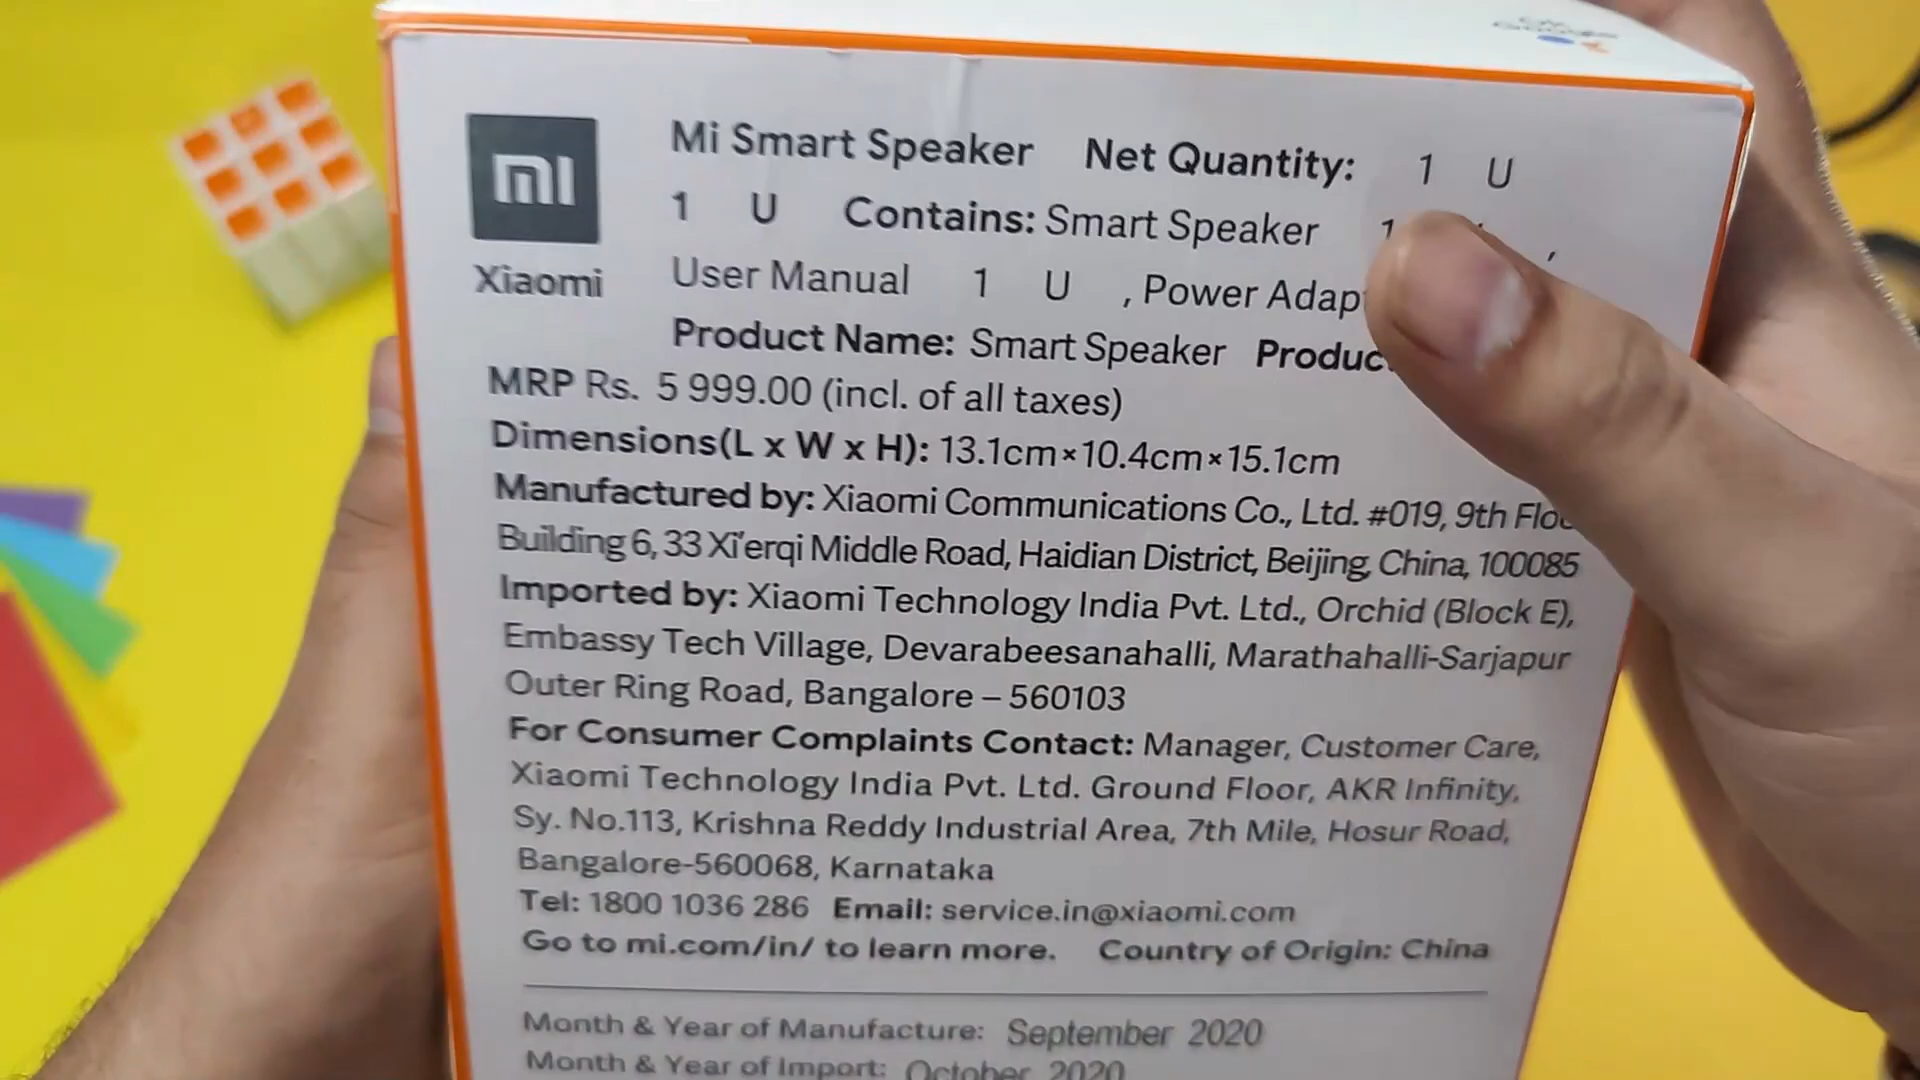 mi
Xiaomi
Mi Smart Speaker Net Quantity: 1 U
1 U Contains: Smart Speaker 1 ,
User Manual 1 U , Power
Product Name: Smart Speaker
MRP Rs. 5 999.00 (incl. of all taxes)
Dimensions(L x W x H): 13.1cm×10.4cm×15.1cm
Manufactured by: Xiaomi Communications Co., Ltd. #019, 9th
Building 6, 33 Xi'erqi Middle Road, Haidian District, Beijing, China, 100085
Imported by: Xiaomi Technology India Pvt. Ltd., Orchid (Block E),
Embassy Tech Village, Devarabeesanahalli, Marathahalli-Sarjapur
Outer Ring Road, Bangalore – 560103
For Consumer Complaints Contact: Manager, Customer Care,
Xiaomi Technology India Pvt. Ltd. Ground Floor, AKR Infinity,
Sy. No.113, Krishna Reddy Industrial Area, 7th Mile, Hosur Road,
Bangalore-560068, Karnataka
Tel: 1800 1036 286 Email: service.in@xiaomi.com
Go to mi.com/in/ to learn more. Country of Origin: China
Month & Year of Manufacture: September 2020
Month & Year of Import: October 2020